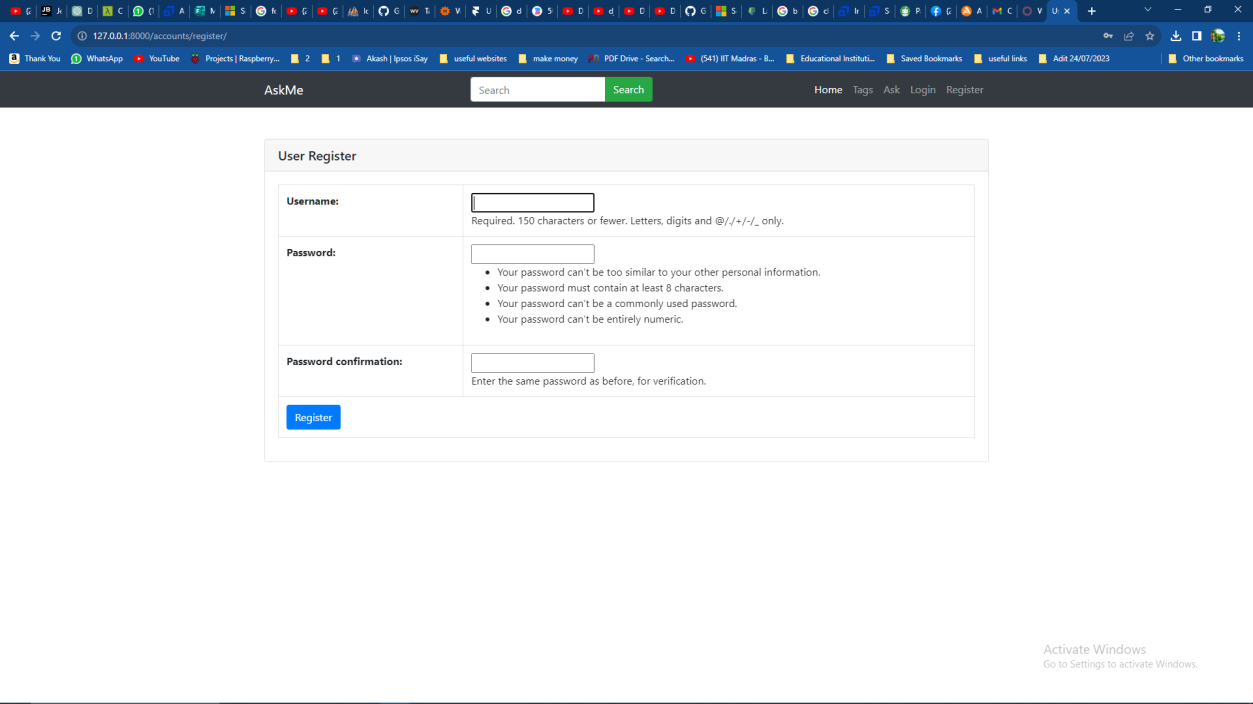 127.0.0.1:8000/accounts/register/
Thank You WhatsApp YouTube Projects | Raspberry... 2 1 Akash | Ipsos iSay useful websites make money PDF Drive - Search... (541) IIT Madras - B... Educational Instituti... Saved Bookmarks useful links Adit 24/07/2023 Other bookmarks
AskMe Search Search Home Tags Ask Login Register
User Register
Username:
Required. 150 characters or fewer. Letters, digits and @/./+/-/_ only.
Password:
Your password can't be too similar to your other personal information.
Your password must contain at least 8 characters.
Your password can't be a commonly used password.
Your password can't be entirely numeric.
Password confirmation:
Enter the same password as before, for verification.
Register
Activate Windows
Go to Settings to activate Windows.